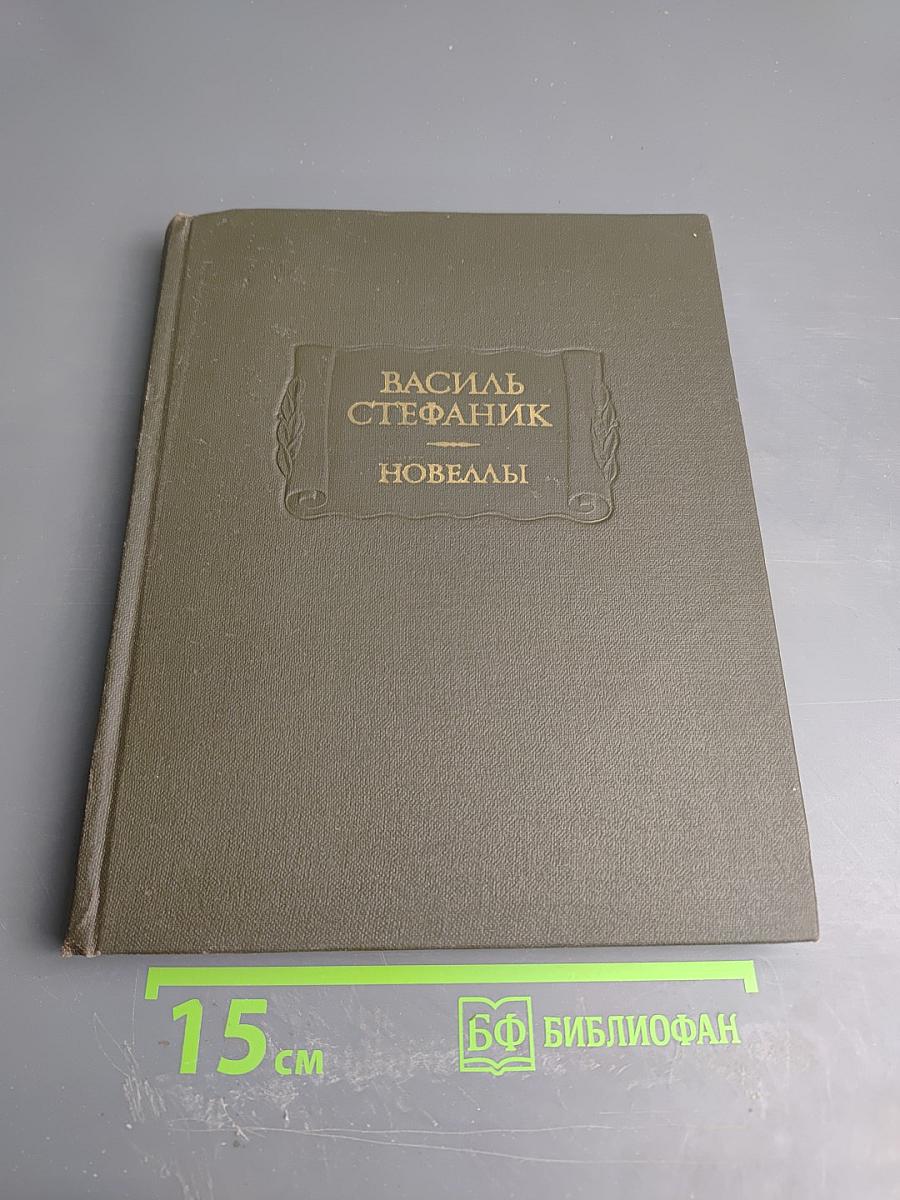 ВАСИЛЬ
СТЕФАНИК
НОВЕЛЛЫ
15 см
БФ БИБЛИОФАН